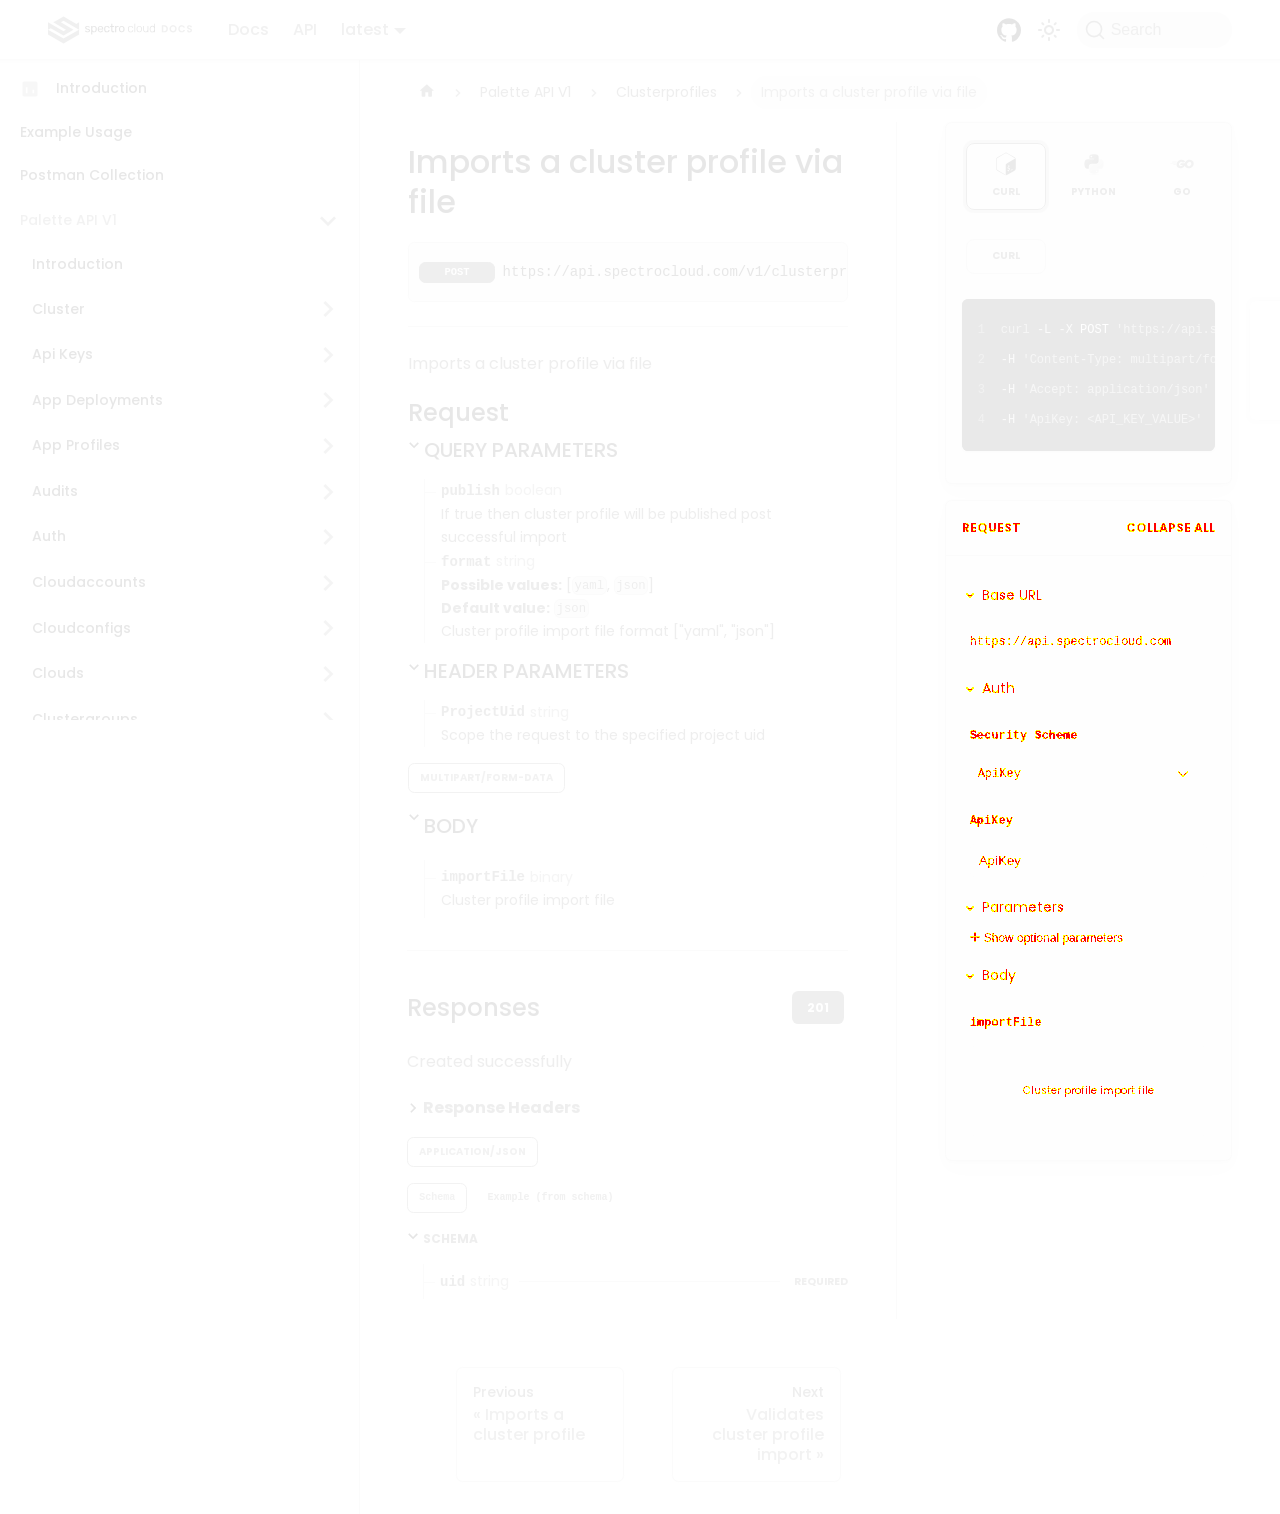 spectro cloud DOCS
Docs
API
latest
Search
Introduction
Example Usage
Postman Collection
Palette API V1
Introduction
Cluster
Api Keys
App Deployments
App Profiles
Audits
Auth
Cloudaccounts
Cloudconfigs
Clouds
Clustergroups
Palette API V1
Clusterprofiles
Imports a cluster profile via file
Imports a cluster profile via
file
POST https://api.spectrocloud.com/v1/clusterpr
Imports a cluster profile via file
Request
QUERY PARAMETERS
publish boolean
If true then cluster profile will be published post
successful import
format string
Possible values: [yaml, json]
Default value: json
Cluster profile import file format ["yaml", "json"]
HEADER PARAMETERS
ProjectUid string
Scope the request to the specified project uid
MULTIPART/FORM-DATA
BODY
importFile binary
Cluster profile import file
Responses
201
Created successfully
Response Headers
APPLICATION/JSON
Schema
Example (from schema)
SCHEMA
uid string
REQUIRED
Previous
« Imports a
cluster profile
Next
Validates
cluster profile
import »
CURL
PYTHON
GO
CURL
1 curl -L -X POST 'https://api.s
2 -H 'Content-Type: multipart/fo
3 -H 'Accept: application/json'
4 -H 'ApiKey: <API_KEY_VALUE>'
REQUEST
COLLAPSE ALL
Base URL
https://api.spectrocloud.com
Auth
Security Scheme
ApiKey
ApiKey
ApiKey
Parameters
Show optional parameters
Body
importFile
Cluster profile import file